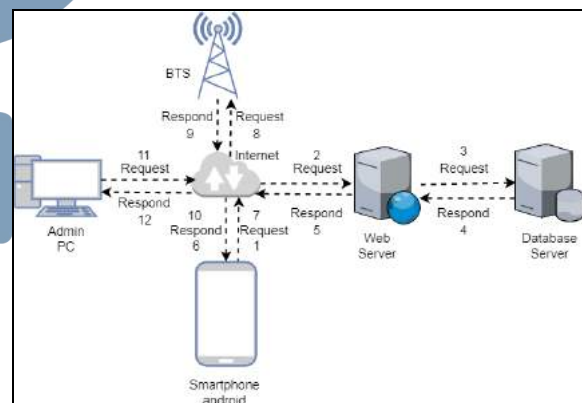 BTS
Respond
9
Request
8
Internet
11
Request
Respond
12
Admin
PC
2
Request
Respond
5
Web
Server
3
Request
Respond
4
Database
Server
10
Respond
6
7
Request
1
Smartphone
android